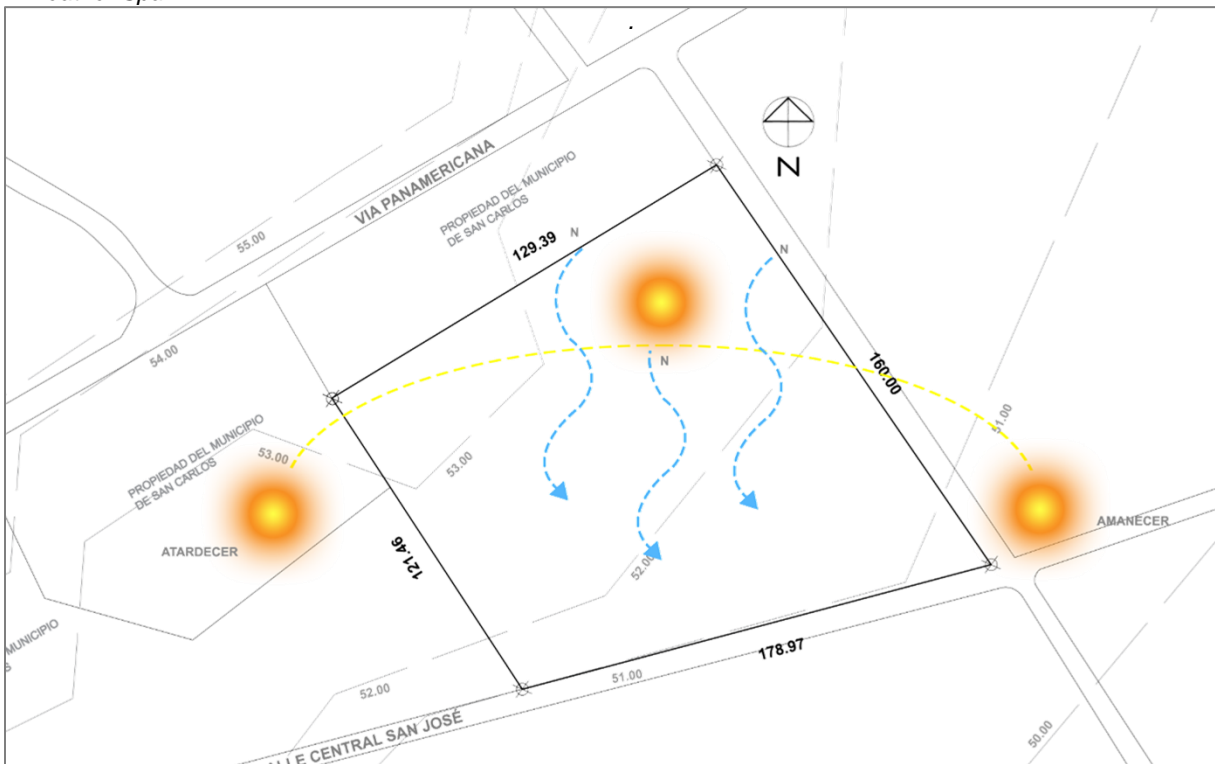 VIA PANAMERICANA
PROPIEDAD DEL MUNICIPIO
DE SAN CARLOS
N
129.39
N
N
N
55.00
54.00
160.00
51.00
PROPIEDAD DEL MUNICIPIO
DE SAN CARLOS
53.00
53.00
AMANECER
ATARDECER
121.46
52.00
MUNICIPIO
S
178.97
51.00
52.00
LLE CENTRAL SAN JOSÉ
50.00